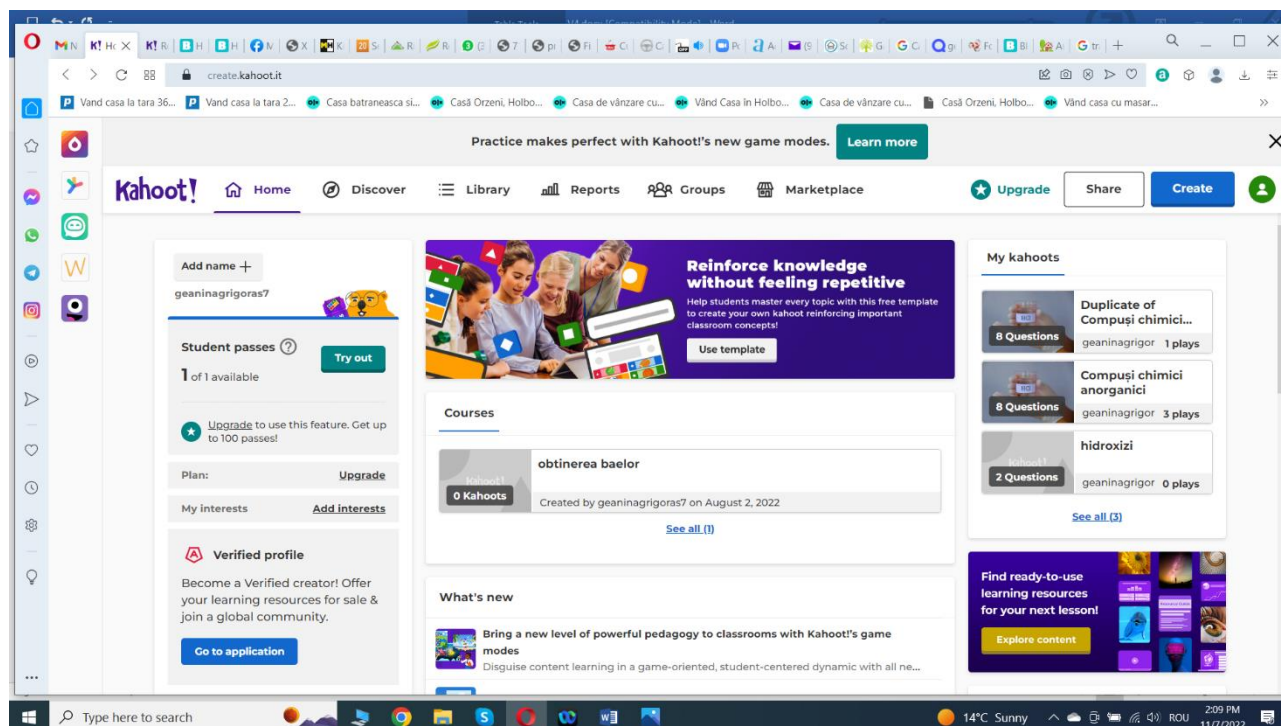 Table Tools VA.docx [Compatibility Mode] - Word
create.kahoot.it
Vand casa la tara 36...
Vand casa la tara 2...
Casa batraneasca si...
Casă Orzeni, Holbo...
Casa de vânzare cu...
Vând Casa în Holbo...
Casa de vânzare cu...
Casă Orzeni, Holbo...
Vând casa cu masar...
Practice makes perfect with Kahoot!'s new game modes.
Learn more
Kahoot!
Home
Discover
Library
Reports
Groups
Marketplace
Upgrade
Share
Create
Add name +
geaninagrigoras7
Student passes
1 of 1 available
Try out
Upgrade to use this feature. Get up
to 100 passes!
Plan: Upgrade
My interests Add interests
Verified profile
Become a Verified creator! Offer
your learning resources for sale &
join a global community.
Go to application
Reinforce knowledge
without feeling repetitive
Help students master every topic with this free template
to create your own kahoot reinforcing important
classroom concepts!
Use template
Courses
Kahoot!
0 Kahoots
obtinerea baelor
Created by geaninagrigoras7 on August 2, 2022
See all (1)
What's new
Bring a new level of powerful pedagogy to classrooms with Kahoot!'s game
modes
Disguise content learning in a game-oriented, student-centered dynamic with all ne...
My kahoots
8 Questions
Duplicate of
Compuși chimici...
geaninagrigor 1 plays
8 Questions
Compuși chimici
anorganici
geaninagrigor 3 plays
Kahoot!
2 Questions
hidroxizi
geaninagrigor 0 plays
See all (3)
Find ready-to-use
learning resources
for your next lesson!
Explore content
Type here to search
14°C Sunny
ROU
2:09 PM
11/7/2022